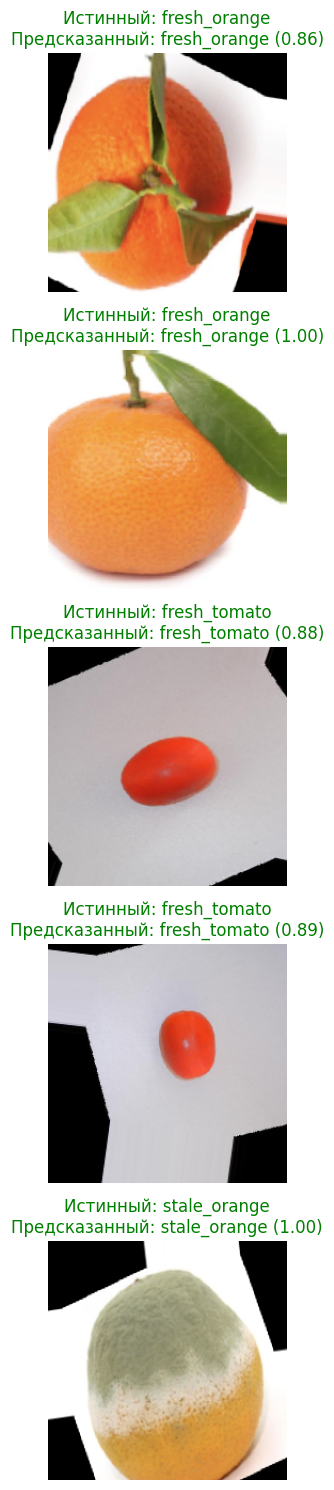 Истинный: fresh_orange
Предсказанный: fresh_orange (0.86)
Истинный: fresh_orange
Предсказанный: fresh_orange (1.00)
Истинный: fresh_tomato
Предсказанный: fresh_tomato (0.88)
Истинный: fresh_tomato
Предсказанный: fresh_tomato (0.89)
Истинный: stale_orange
Предсказанный: stale_orange (1.00)